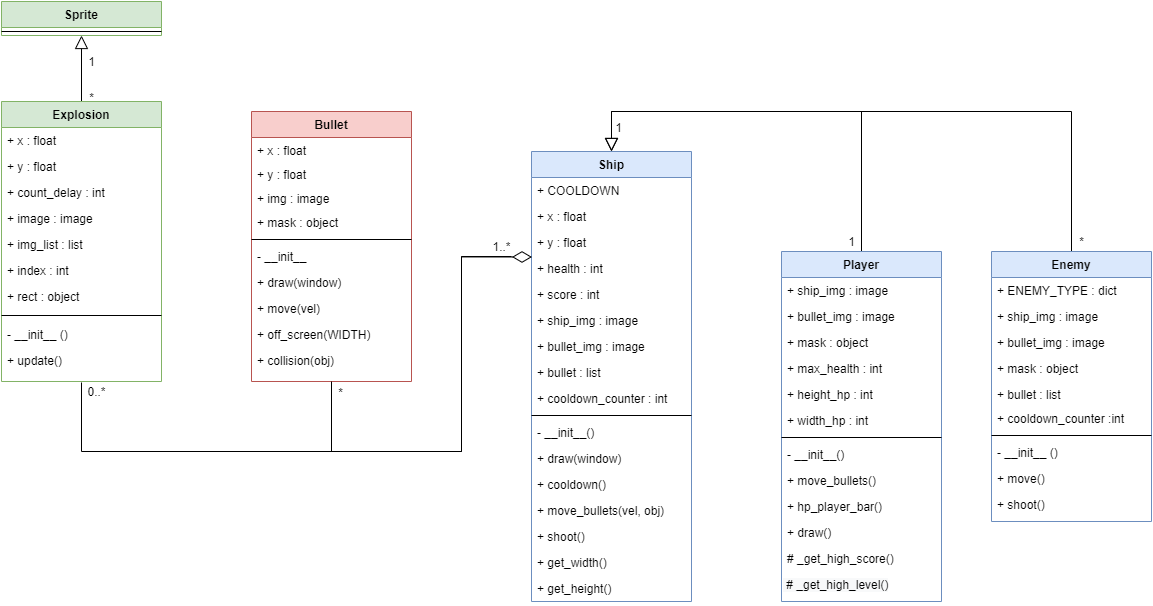 Sprite
1
*
Explosion
+ x : float
+ y : float
+ count_delay : int
+ image : image
+ img_list : list
+ index : int
+ rect : object
- __init__ ()
+ update()
0..*
Bullet
+ x : float
+ y : float
+ img : image
+ mask : object
- __init__
+ draw(window)
+ move(vel)
+ off_screen(WIDTH)
+ collision(obj)
*
1..*
1
Ship
+ COOLDOWN
+ x : float
+ y : float
+ health : int
+ score : int
+ ship_img : image
+ bullet_img : image
+ bullet : list
+ cooldown_counter : int
- __init__()
+ draw(window)
+ cooldown()
+ move_bullets(vel, obj)
+ shoot()
+ get_width()
+ get_height()
1
Player
+ ship_img : image
+ bullet_img : image
+ mask : object
+ max_health : int
+ height_hp : int
+ width_hp : int
- __init__()
+ move_bullets()
+ hp_player_bar()
+ draw()
# _get_high_score()
# _get_high_level()
*
Enemy
+ ENEMY_TYPE : dict
+ ship_img : image
+ bullet_img : image
+ mask : object
+ bullet : list
+ cooldown_counter :int
- __init__ ()
+ move()
+ shoot()